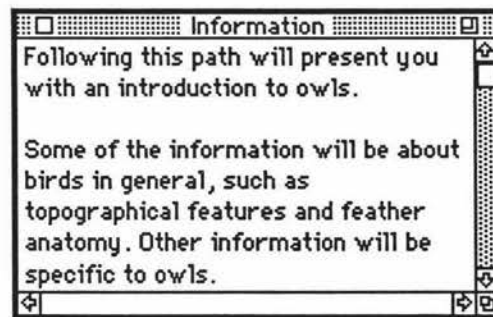 Information
Following this path will present you
with an introduction to owls.
Some of the information will be about
birds in general, such as
topographical features and feather
anatomy. Other information will be
specific to owls.